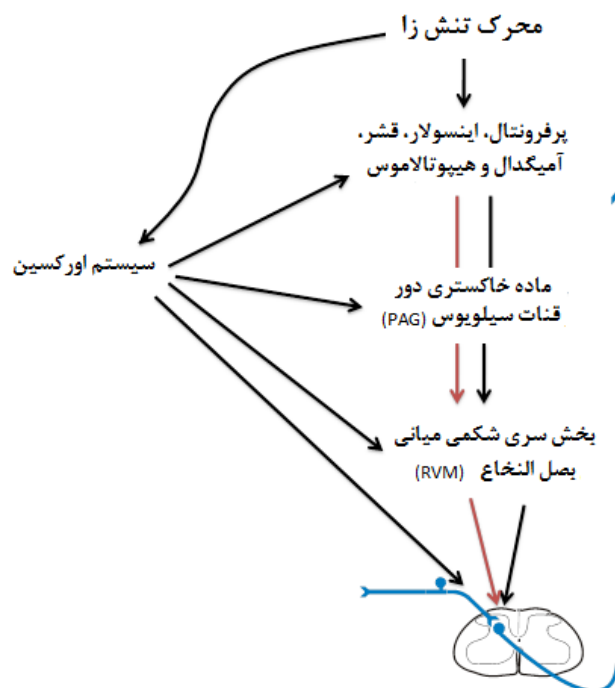 محرک تنش زا
پرفرونتال، اینسولار، قشر،
آمیگدال و هیپوتالاموس
سیستم اورکسین
ماده خاکستری دور
قنات سیلویوس (PAG)
بخش سری شکمی میانی
بصل النخاع (RVM)